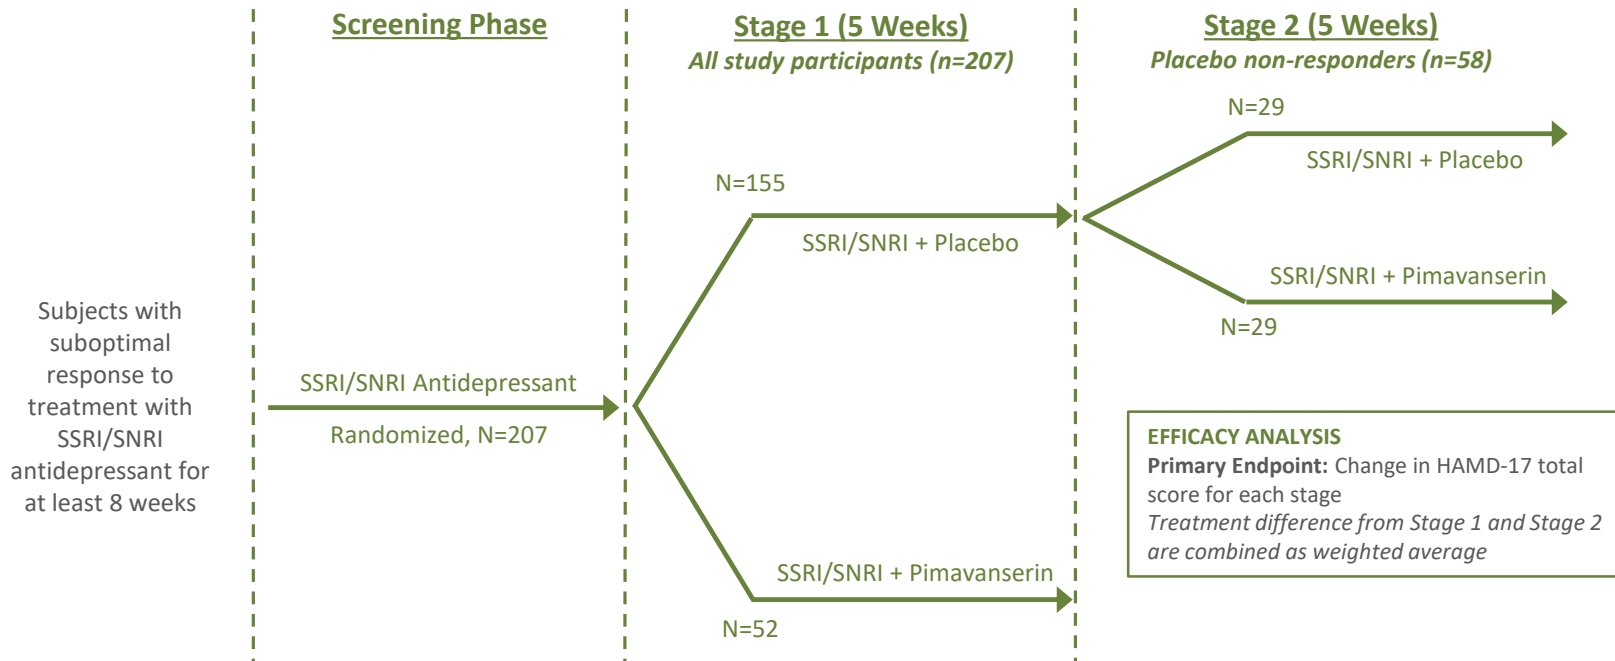 Screening Phase
Stage 1 (5 Weeks)
All study participants (n=207)
Stage 2 (5 Weeks)
Placebo non-responders (n=58)
Subjects with
suboptimal
response to
treatment with
SSRI/SNRI
antidepressant for
at least 8 weeks
SSRI/SNRI Antidepressant
Randomized, N=207
N=155
SSRI/SNRI + Placebo
SSRI/SNRI + Pimavanserin
N=52
N=29
SSRI/SNRI + Placebo
SSRI/SNRI + Pimavanserin
N=29
EFFICACY ANALYSIS
Primary Endpoint: Change in HAMD-17 total
score for each stage
Treatment difference from Stage 1 and Stage 2
are combined as weighted average